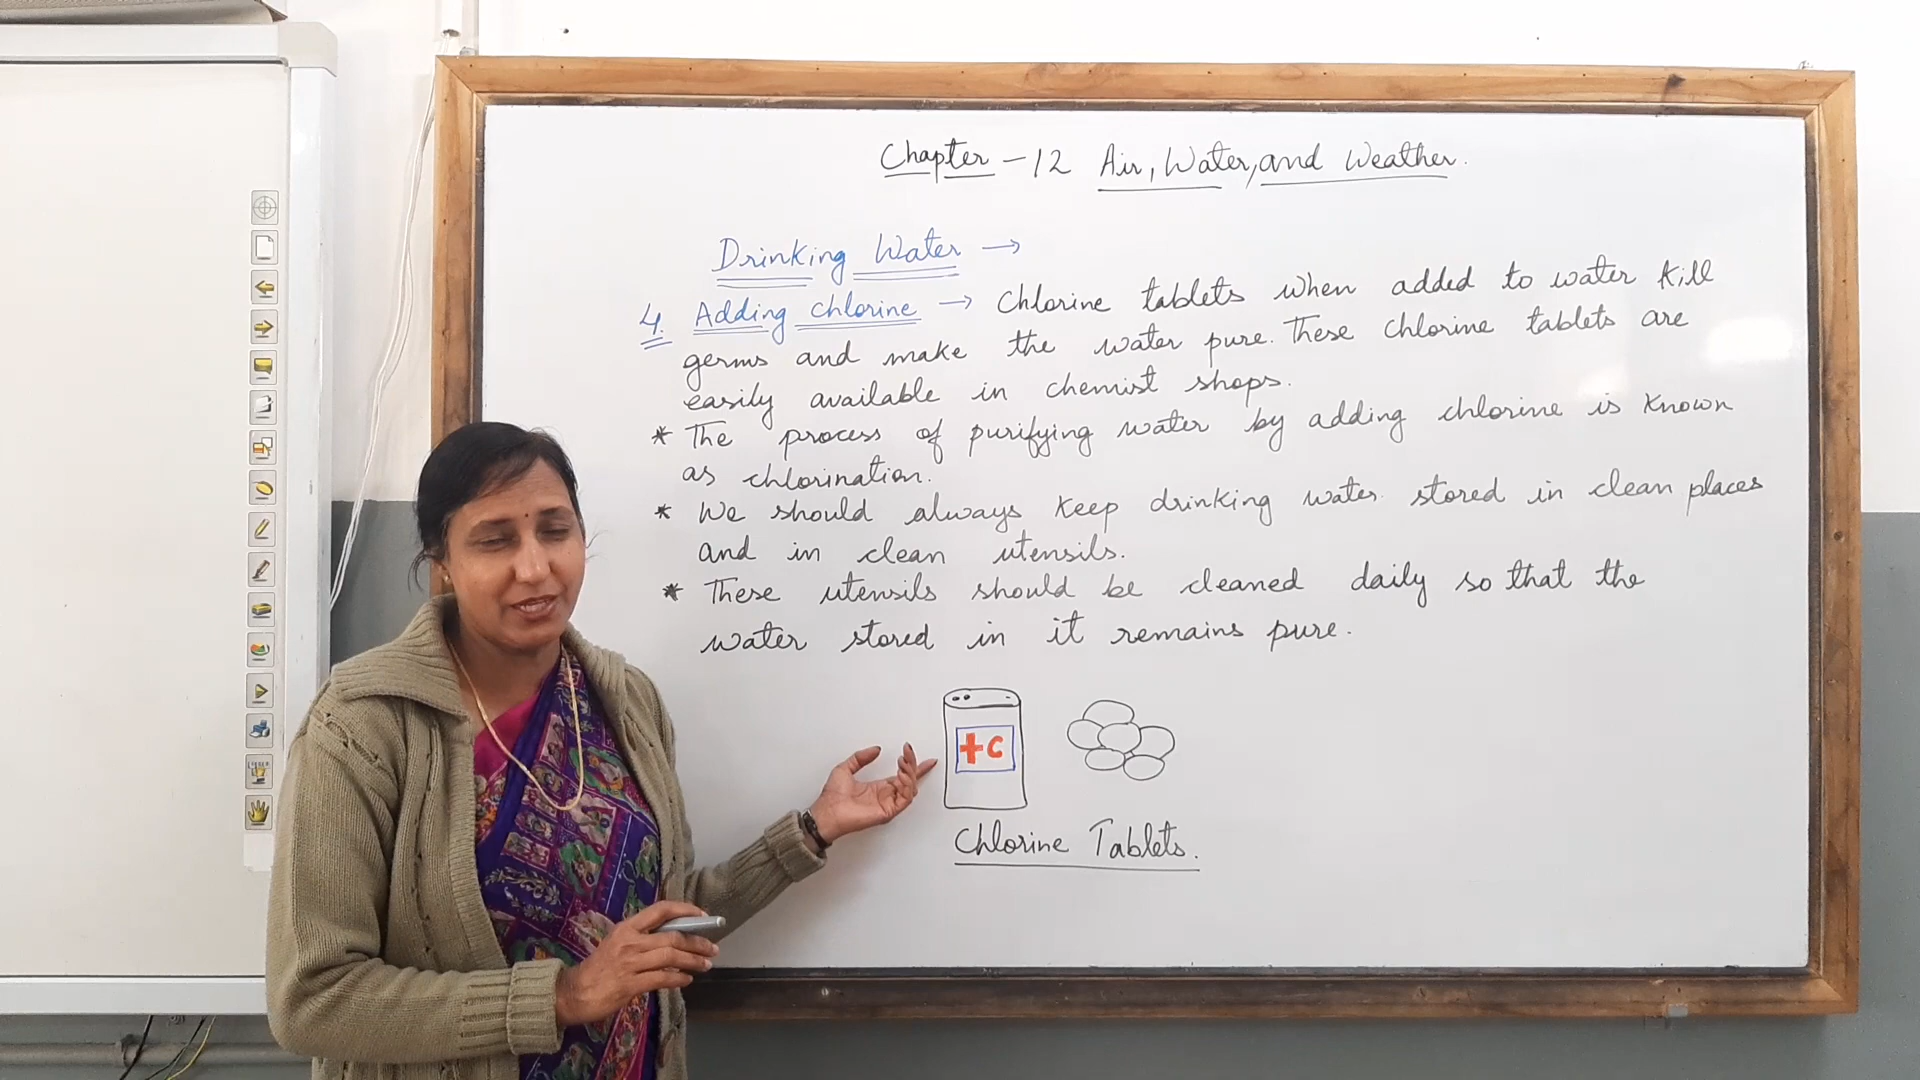 Chapter - 12 Air, Water, and Weather.
Drinking Water →
4. Adding chlorine → Chlorine tablets when added to water kill
germs and make the water pure. These chlorine tablets are
easily available in chemist shops.
* The process of purifying water by adding chlorine is known
as chlorination.
* We should always keep drinking water stored in clean places
and in clean utensils.
* These utensils should be cleaned daily so that the
water stored in it remains pure.
+C
Chlorine Tablets.